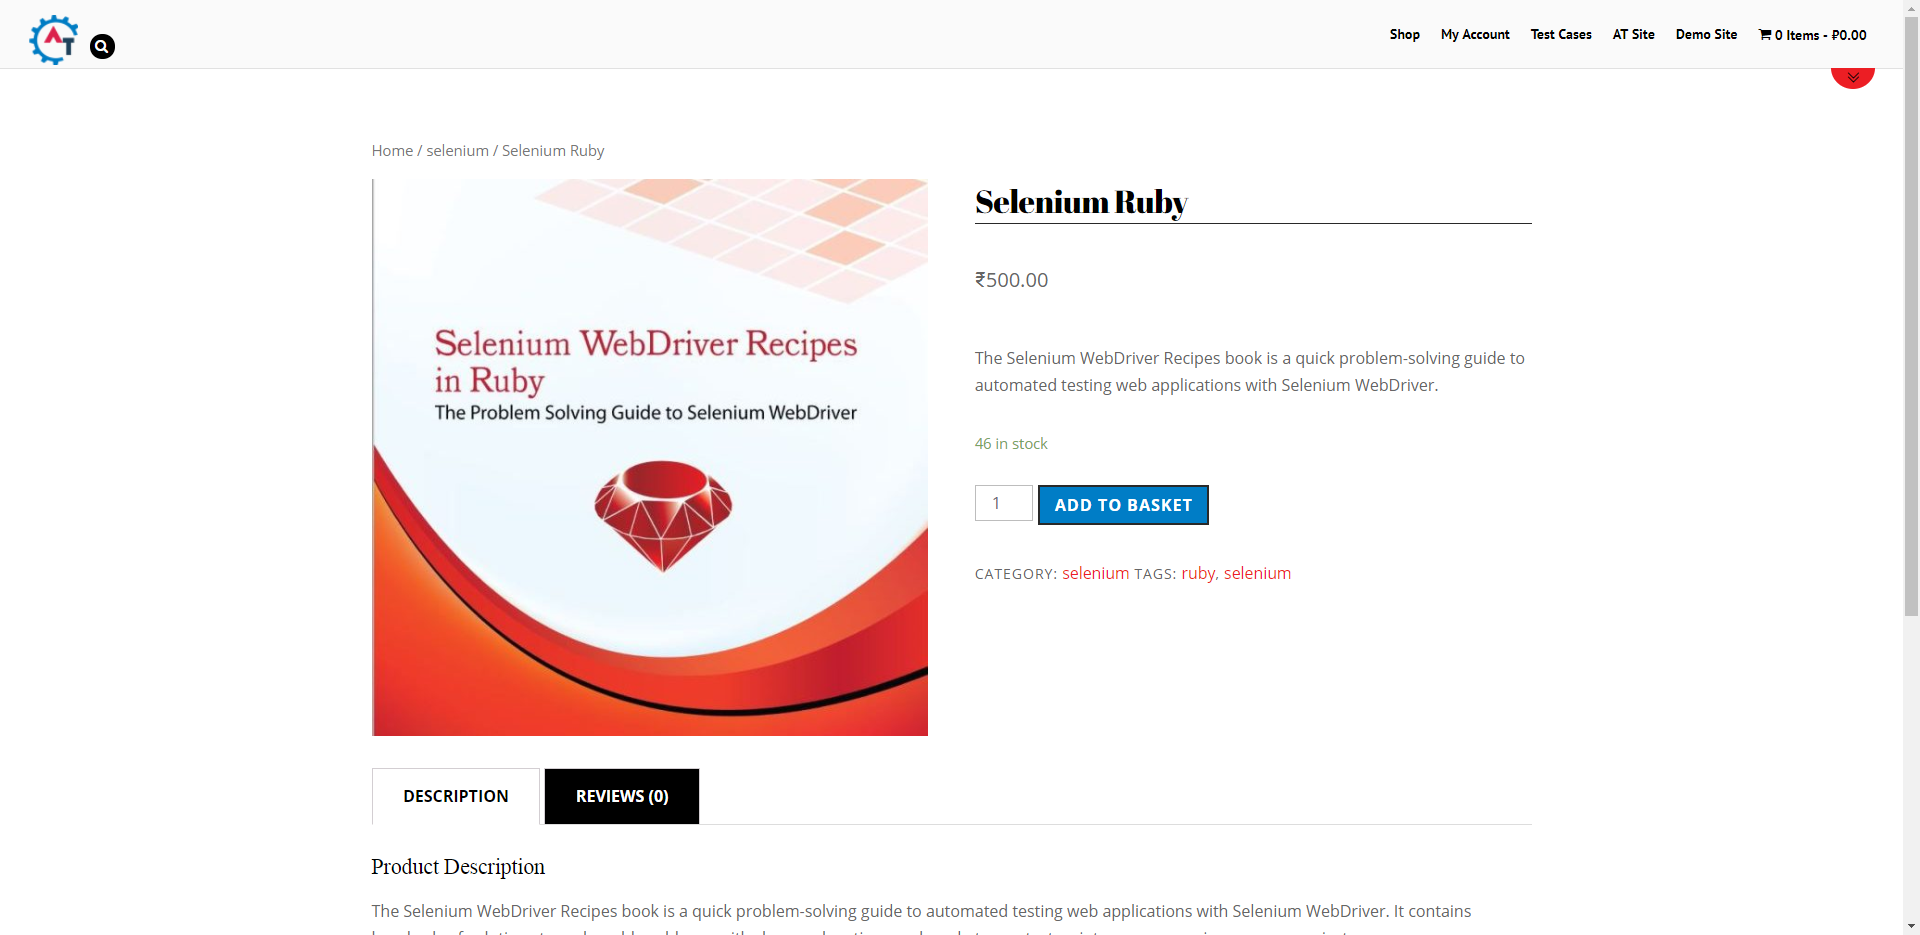 AT
Shop
My Account
Test Cases
AT Site
Demo Site
0 Items - ₽0.00
Home / selenium / Selenium Ruby
Selenium WebDriver Recipes
in Ruby
The Problem Solving Guide to Selenium WebDriver
Selenium Ruby
₹500.00
The Selenium WebDriver Recipes book is a quick problem-solving guide to
automated testing web applications with Selenium WebDriver.
46 in stock
1
ADD TO BASKET
CATEGORY: selenium TAGS: ruby, selenium
DESCRIPTION
REVIEWS (0)
Product Description
The Selenium WebDriver Recipes book is a quick problem-solving guide to automated testing web applications with Selenium WebDriver. It contains